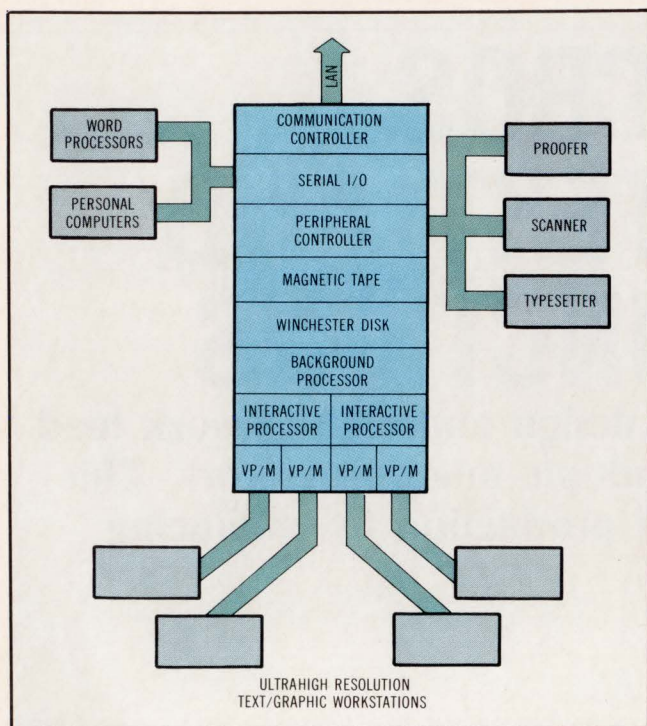 LAN
COMMUNICATION
CONTROLLER
SERIAL I/O
PERIPHERAL
CONTROLLER
MAGNETIC TAPE
WINCHESTER DISK
BACKGROUND
PROCESSOR
INTERACTIVE
PROCESSOR
INTERACTIVE
PROCESSOR
VP/M
VP/M
VP/M
VP/M
WORD
PROCESSORS
PERSONAL
COMPUTERS
PROOFER
SCANNER
TYPESETTER
ULTRAHIGH RESOLUTION
TEXT/GRAPHIC WORKSTATIONS